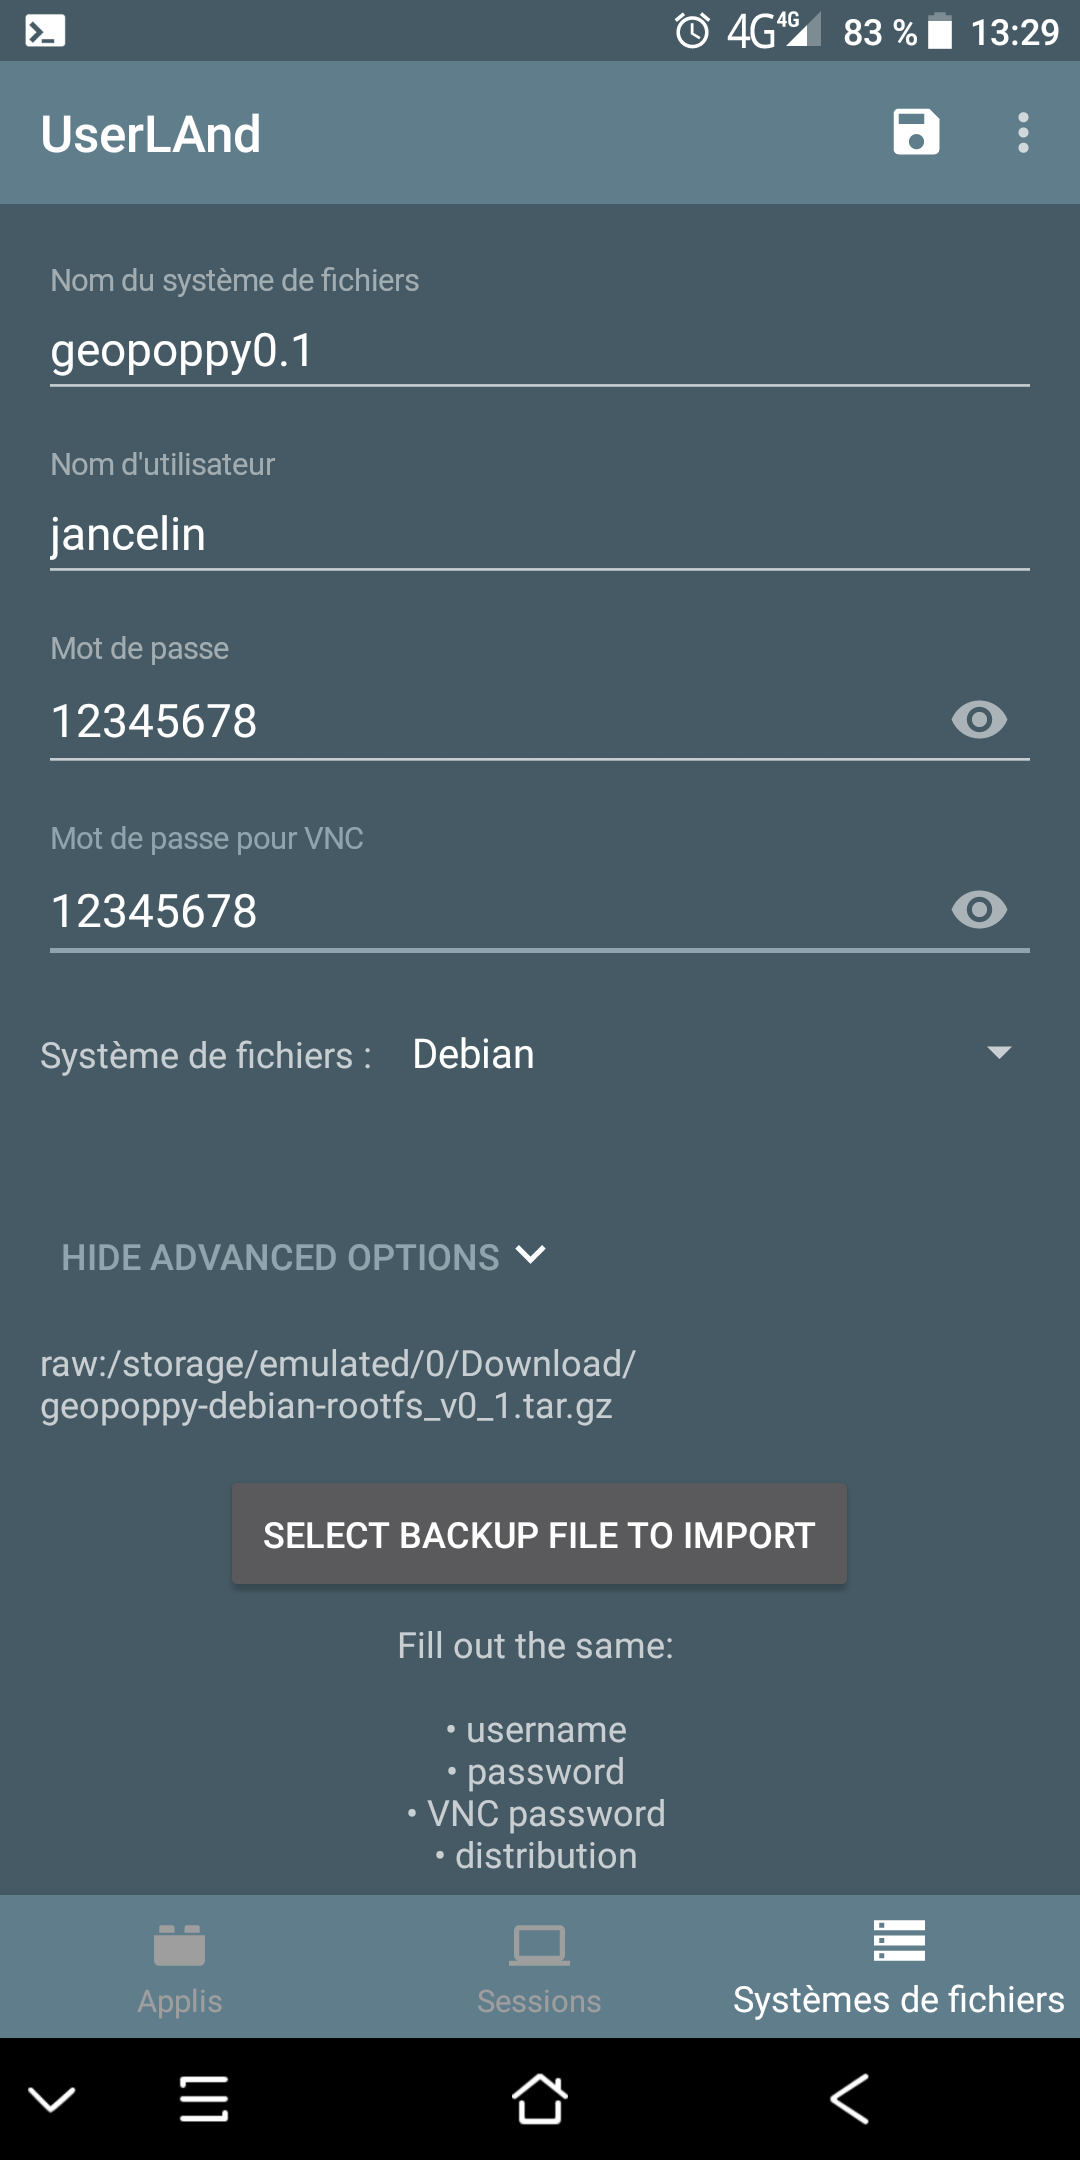 4G 4G 83 % 13:29
UserLAnd
Nom du système de fichiers
geopoppy0.1
Nom d'utilisateur
jancelin
Mot de passe
12345678
Mot de passe pour VNC
12345678
Système de fichiers : Debian
HIDE ADVANCED OPTIONS
raw:/storage/emulated/0/Download/
geopoppy-debian-rootfs_v0_1.tar.gz
SELECT BACKUP FILE TO IMPORT
Fill out the same:
• username
• password
• VNC password
• distribution
Applis Sessions Systèmes de fichiers